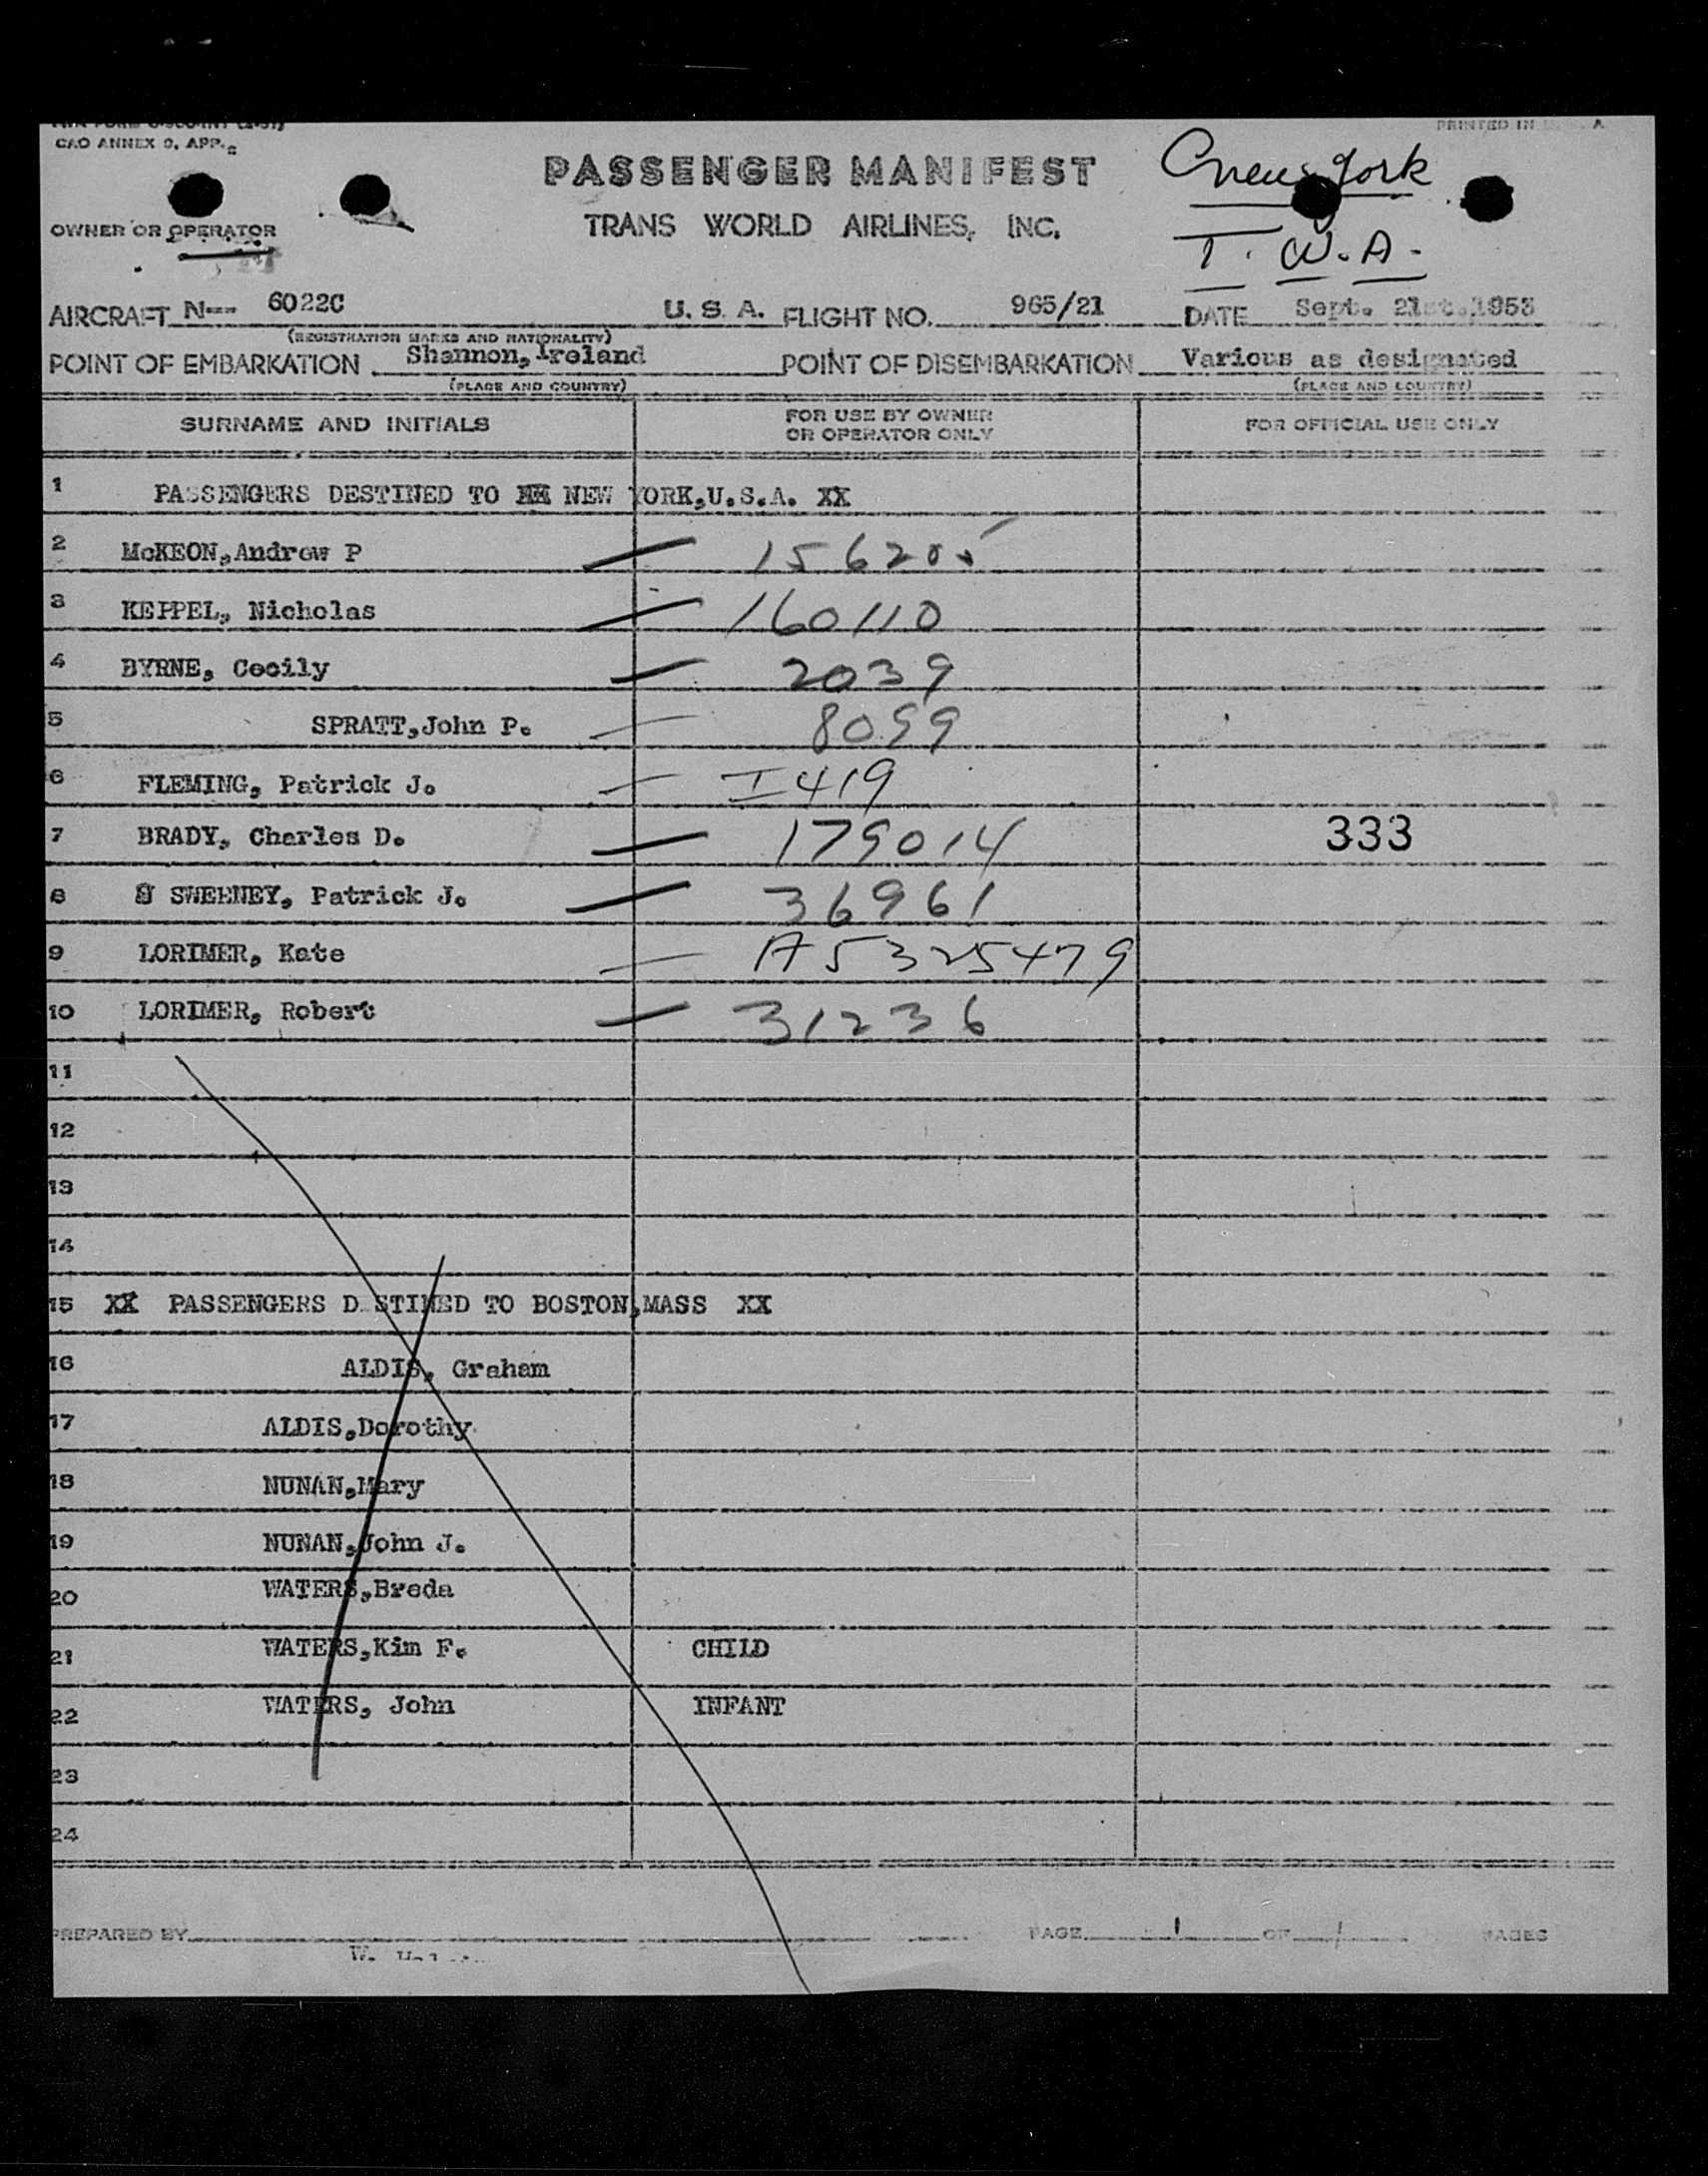 CAO ANNEX 9, APP.
PRINTED IN U. S. A.
PASSENGER MANIFEST
New York
OWNER OR OPERATOR
TRANS WORLD AIRLINES, INC.
T. W. A.
AIRCRAFT N-- 6022C U. S. A. FLIGHT NO. 965/21 DATE Sept. 21st.,1953
(REGISTRATION MARKS AND NATIONALITY)
POINT OF EMBARKATION Shannon, Ireland POINT OF DISEMBARKATION Various as designated
(PLACE AND COUNTRY) (PLACE AND COUNTRY)
SURNAME AND INITIALS FOR USE BY OWNER OR OPERATOR ONLY FOR OFFICIAL USE ONLY
1 PASSENGERS DESTINED TO XX NEW YORK,U.S.A. XX
2 McKEON,Andrew P 156205
3 KEPPEL, Nicholas 160110
4 BYRNE, Cecily 2039
5 SPRATT,John P. 8099
6 FLEMING, Patrick J. I419
7 BRADY, Charles D. 179014 333
8 SWEENEY, Patrick J. 36961
9 LORIMER, Kate A5325479
10 LORIMER, Robert 31236
11
12
13
14
15 XX PASSENGERS DESTINED TO BOSTON,MASS XX
16 ALDIS, Graham
17 ALDIS,Dorothy
18 NUNAN,Mary
19 NUNAN,John J.
20 WATERS,Breda
21 WATERS,Kim F. CHILD
22 WATERS, John INFANT
23
24
PREPARED BY PAGE 1 OF 1 PAGES
W.